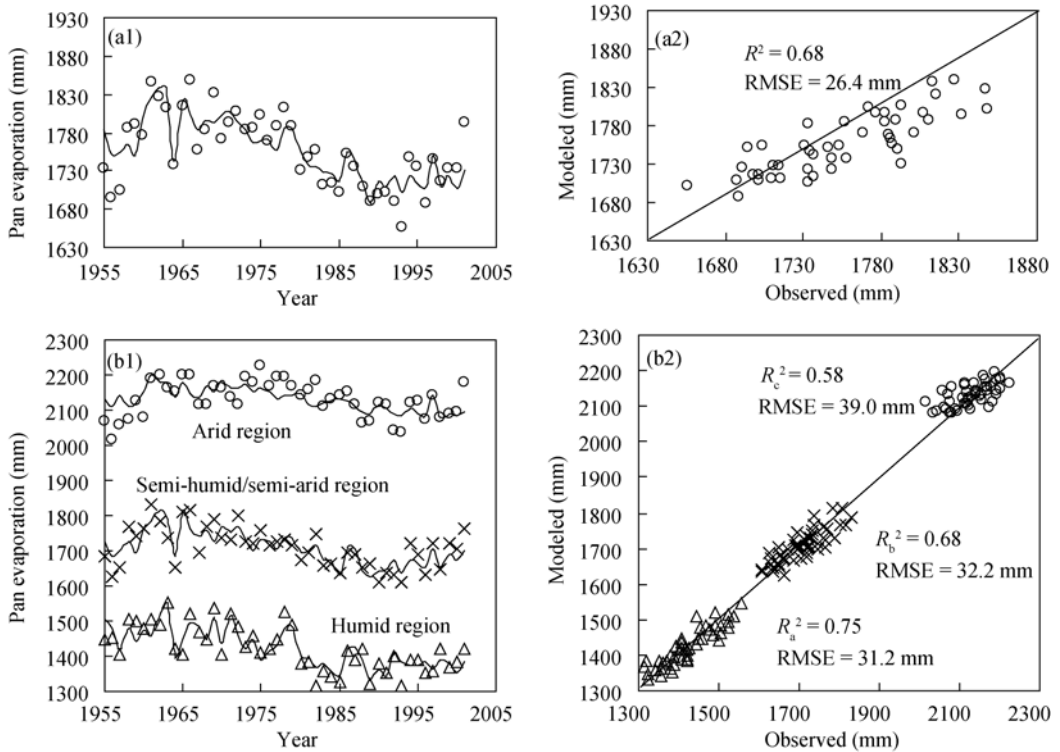 (a1)
Pan evaporation (mm)
1930
1880
1830
1780
1730
1680
1630
1955 1965 1975 1985 1995 2005
Year
(a2)
R² = 0.68
RMSE = 26.4 mm
Modeled (mm)
1930
1880
1830
1780
1730
1680
1630
1630 1680 1730 1780 1830 1880
Observed (mm)
(b1)
Pan evaporation (mm)
2300
2200
2100
2000
1900
1800
1700
1600
1500
1400
1300
Arid region
Semi-humid/semi-arid region
Humid region
1955 1965 1975 1985 1995 2005
Year
(b2)
Modeled (mm)
2300
2200
2100
2000
1900
1800
1700
1600
1500
1400
1300
R_c² = 0.58
RMSE = 39.0 mm
R_b² = 0.68
RMSE = 32.2 mm
R_a² = 0.75
RMSE = 31.2 mm
1300 1500 1700 1900 2100 2300
Observed (mm)